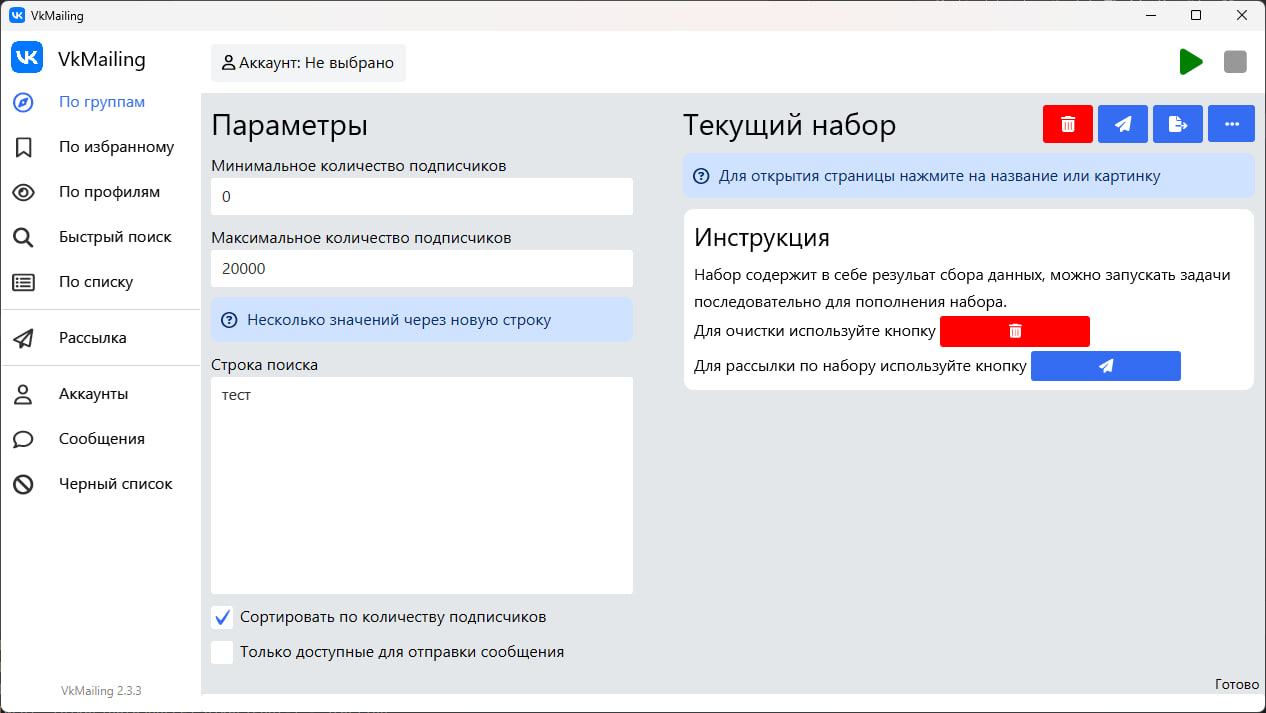 VkMailing
VkMailing
По группам
По избранному
По профилям
Быстрый поиск
По списку
Рассылка
Аккаунты
Сообщения
Черный список
VkMailing 2.3.3
Аккаунт: Не выбрано
Параметры
Минимальное количество подписчиков
0
Максимальное количество подписчиков
20000
Несколько значений через новую строку
Строка поиска
тест
Сортировать по количеству подписчиков
Только доступные для отправки сообщения
Текущий набор
Для открытия страницы нажмите на название или картинку
Инструкция
Набор содержит в себе результат сбора данных, можно запускать задачи
последовательно для пополнения набора.
Для очистки используйте кнопку
Для рассылки по набору используйте кнопку
Готово